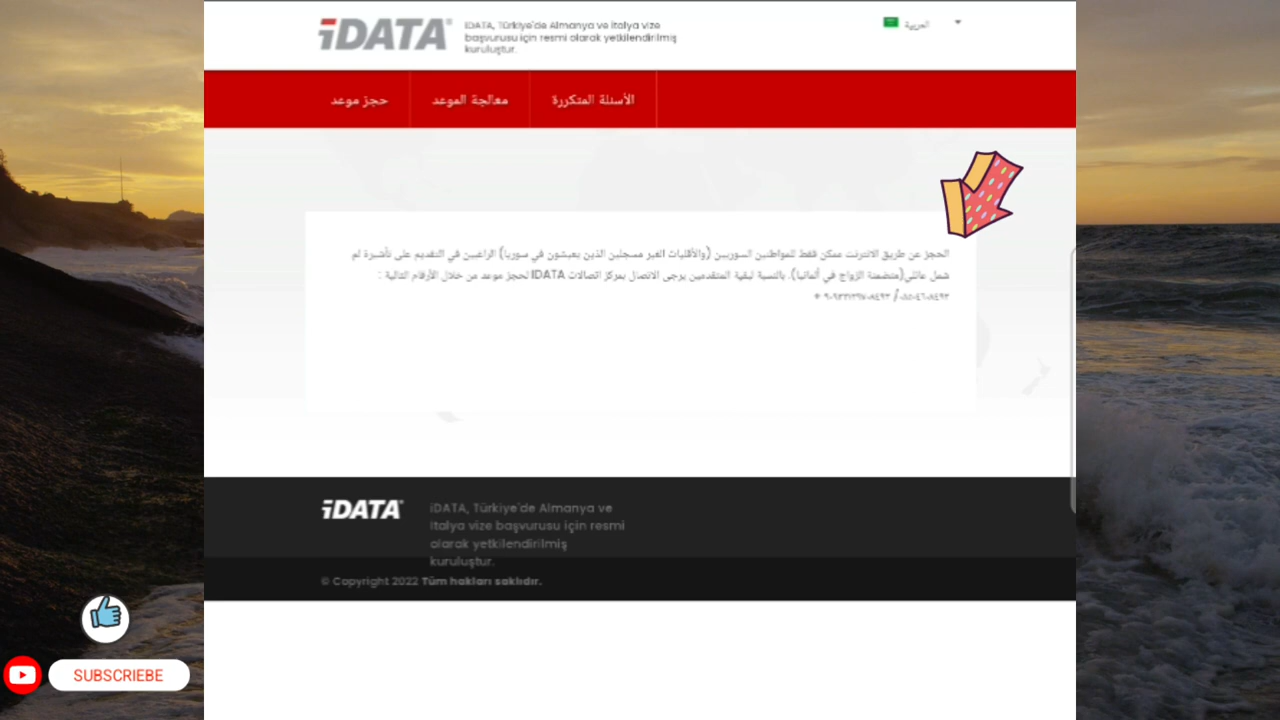 iDATA
iDATA, Türkiye'de Almanya ve İtalya vize
başvurusu için resmi olarak yetkilendirilmiş
kuruluştur.
العربية
حجز موعد
معالجة الموعد
الأسئلة المتكررة
الحجز عن طريق الانترنت ممكن فقط للمواطنين السوريين (والأقليات الغير مسجلين الذين يعيشون في سوريا) الراغبين في التقديم على تأشيرة لم
شمل عائلي(متضمنة الزواج في ألمانيا). بالنسبة لبقية المتقدمين يرجى الاتصال بمركز اتصالات IDATA لحجز موعد من خلال الأرقام التالية :
iDATA
iDATA, Türkiye'de Almanya ve
Italya vize başvurusu için resmi
olarak yetkilendirilmiş
kuruluştur.
© Copyright 2022 Tüm hakları saklıdır.
SUBSCRIEBE